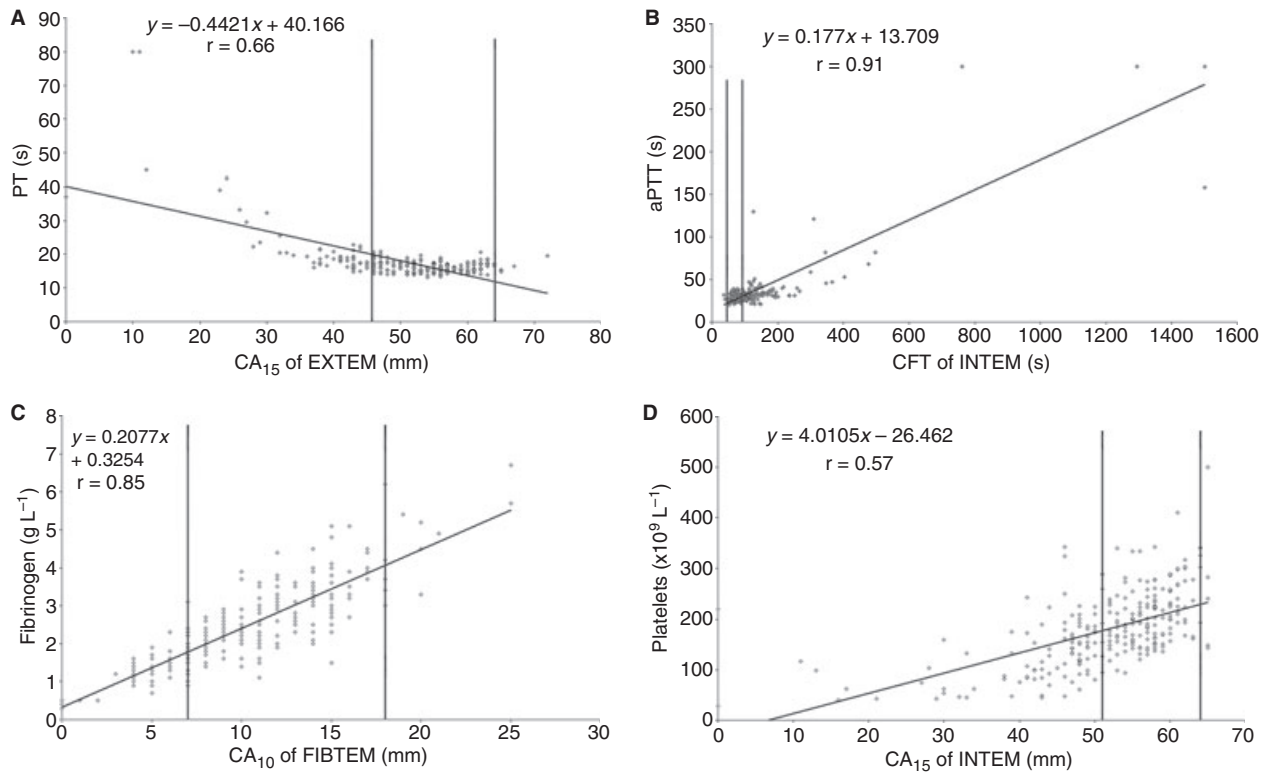 A
y = –0.4421x + 40.166
r = 0.66
90
80
70
60
50
40
30
20
10
0
PT (s)
0 10 20 30 40 50 60 70 80
CA₁₅ of EXTEM (mm)
B
y = 0.177x + 13.709
r = 0.91
350
300
250
200
150
100
50
0
aPTT (s)
0 200 400 600 800 1000 1200 1400 1600
CFT of INTEM (s)
C
y = 0.2077x
+ 0.3254
r = 0.85
8
7
6
5
4
3
2
1
0
Fibrinogen (g L⁻¹)
0 5 10 15 20 25 30
CA₁₀ of FIBTEM (mm)
D
y = 4.0105x – 26.462
r = 0.57
600
500
400
300
200
100
0
Platelets (x10⁹ L⁻¹)
0 10 20 30 40 50 60 70
CA₁₅ of INTEM (mm)